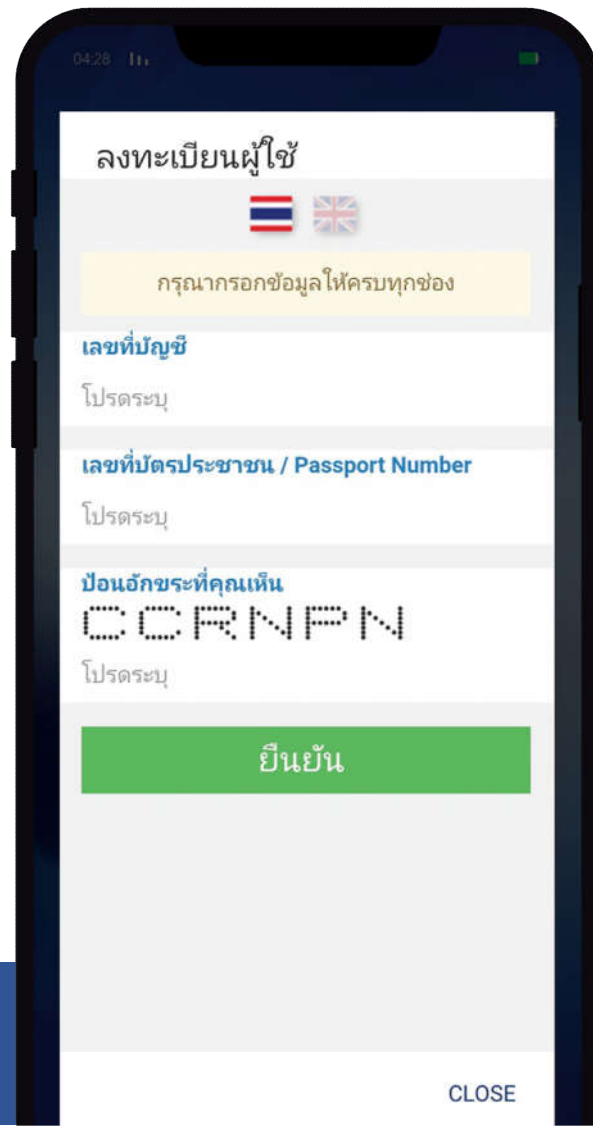 04:28
ลงทะเบียนผู้ใช้
กรุณากรอกข้อมูลให้ครบทุกช่อง
เลขที่บัญชี
โปรดระบุ
เลขที่บัตรประชาชน / Passport Number
โปรดระบุ
ป้อนอักขระที่คุณเห็น
CCRNPN
โปรดระบุ
ยืนยัน
CLOSE